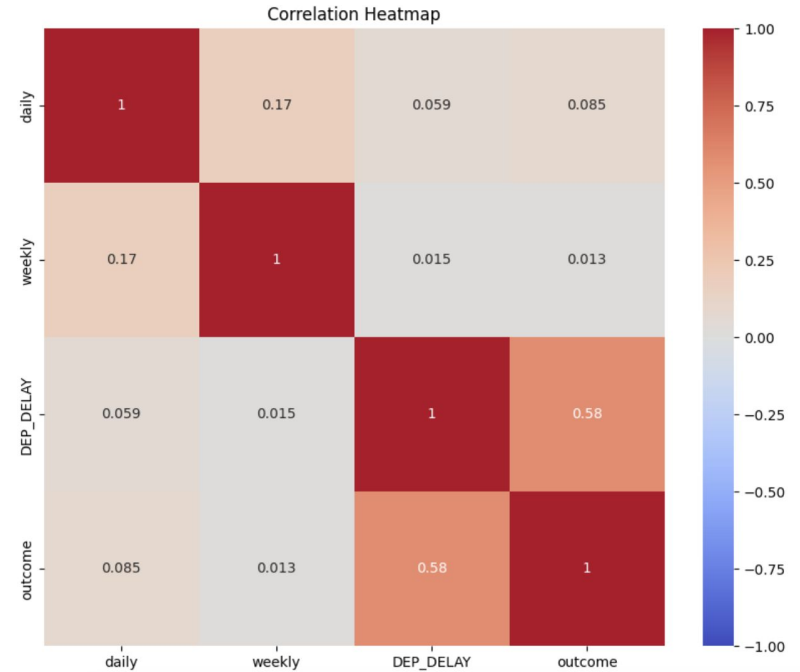 Correlation Heatmap
daily 1 0.17 0.059 0.085
weekly 0.17 1 0.015 0.013
DEP_DELAY 0.059 0.015 1 0.58
outcome 0.085 0.013 0.58 1
daily weekly DEP_DELAY outcome
1.00
0.75
0.50
0.25
0.00
−0.25
−0.50
−0.75
−1.00